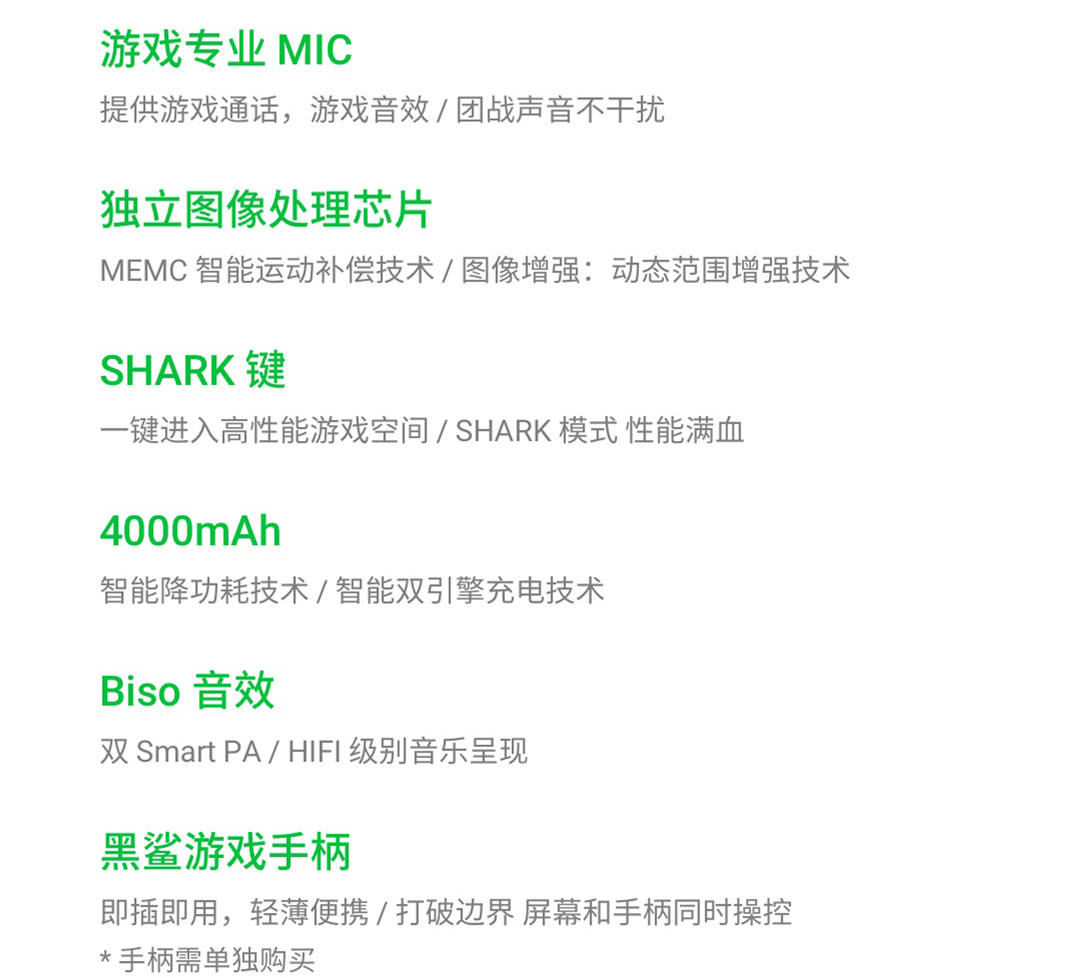 游戏专业 MIC
提供游戏通话，游戏音效 / 团战声音不干扰
独立图像处理芯片
MEMC 智能运动补偿技术 / 图像增强：动态范围增强技术
SHARK 键
一键进入高性能游戏空间 / SHARK 模式 性能满血
4000mAh
智能降功耗技术 / 智能双引擎充电技术
Biso 音效
双 Smart PA / HIFI 级别音乐呈现
黑鲨游戏手柄
即插即用，轻薄便携 / 打破边界 屏幕和手柄同时操控
* 手柄需单独购买